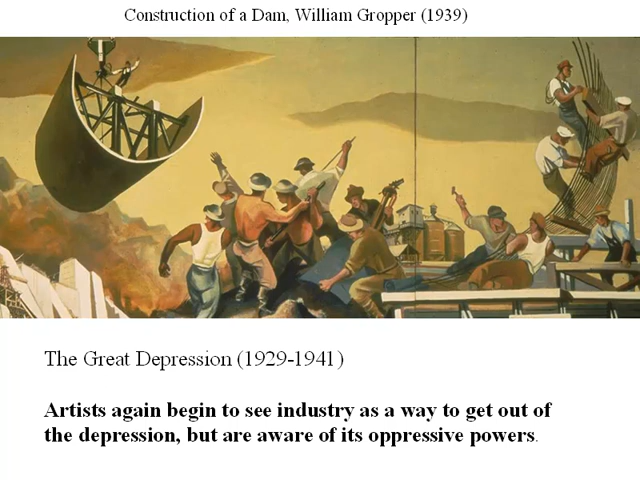 Construction of a Dam, William Gropper (1939)
The Great Depression (1929-1941)
Artists again begin to see industry as a way to get out of
the depression, but are aware of its oppressive powers.